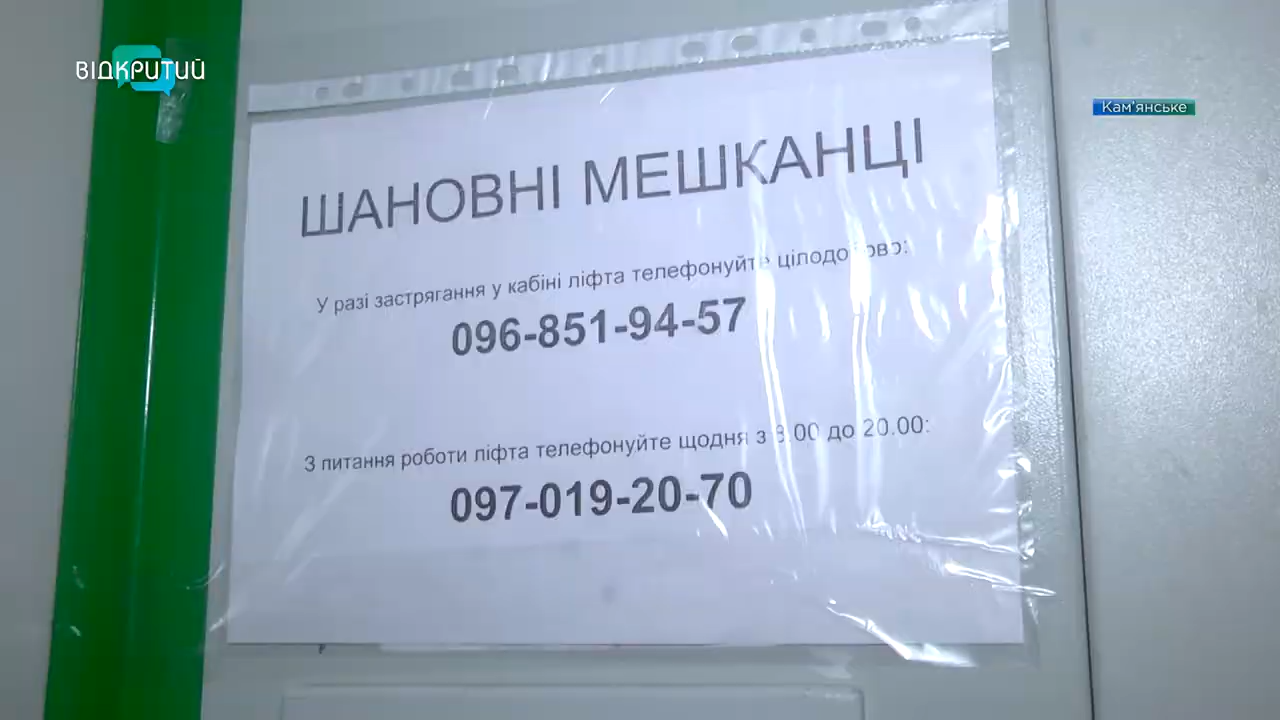 ВІДКРИТИЙ
Кам'янське
ШАНОВНІ МЕШКАНЦІ
У разі застрягання у кабіні ліфта телефонуйте цілодобово:
096-851-94-57
З питання роботи ліфта телефонуйте щодня з 8.00 до 20.00:
097-019-20-70